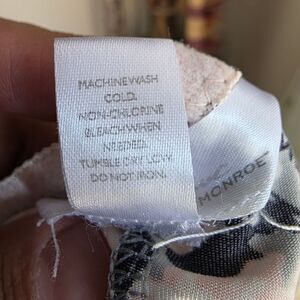 MACHINE WASH
COLD.
NON-CHLORINE
BLEACH WHEN
NEEDED.
TUMBLE DRY LOW.
DO NOT IRON.
MONROE